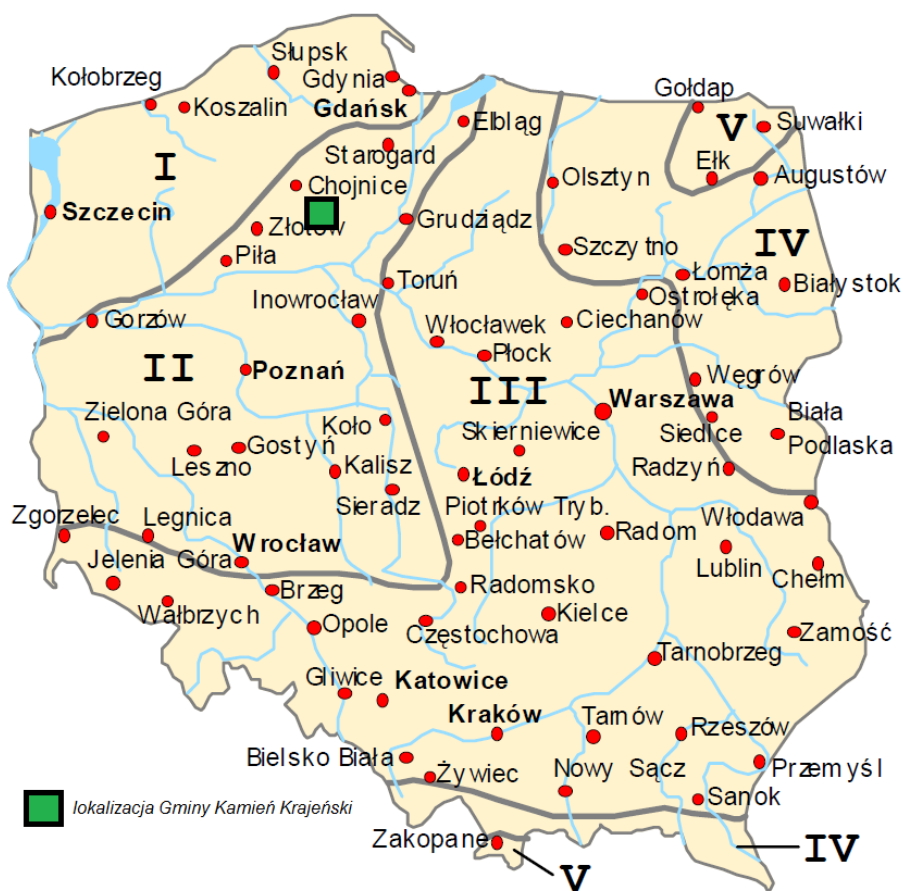 Słupsk
Kołobrzeg
Gdynia
Koszalin
Gdańsk
Gołdap
V
Suwałki
Elbląg
Starogard
I
Ełk
Chojnice
Olsztyn
Augustów
Szczecin
Złotów
Grudziądz
Szczytno
IV
Piła
Łomża
Toruń
Białystok
Inowrocław
Ostrołęka
Gorzów
Włocławek
Ciechanów
Płock
II
Poznań
III
Węgrów
Warszawa
Zielona Góra
Koło
Skierniewice
Siedlce
Biała
Podlaska
Gostyń
Leszno
Kalisz
Łódź
Radzyń
Sieradz
Piotrków Tryb.
Zgorzelec
Legnica
Włodawa
Radom
Wrocław
Bełchatów
Jelenia Góra
Lublin
Chełm
Brzeg
Radomsko
Wałbrzych
Kielce
Opole
Częstochowa
Zamość
Tarnobrzeg
Gliwice
Katowice
Kraków
Tarnów
Rzeszów
Bielsko Biała
Żywiec
Nowy Sącz
Przemyśl
Sanok
lokalizacja Gminy Kamień Krajeński
Zakopane
IV
V